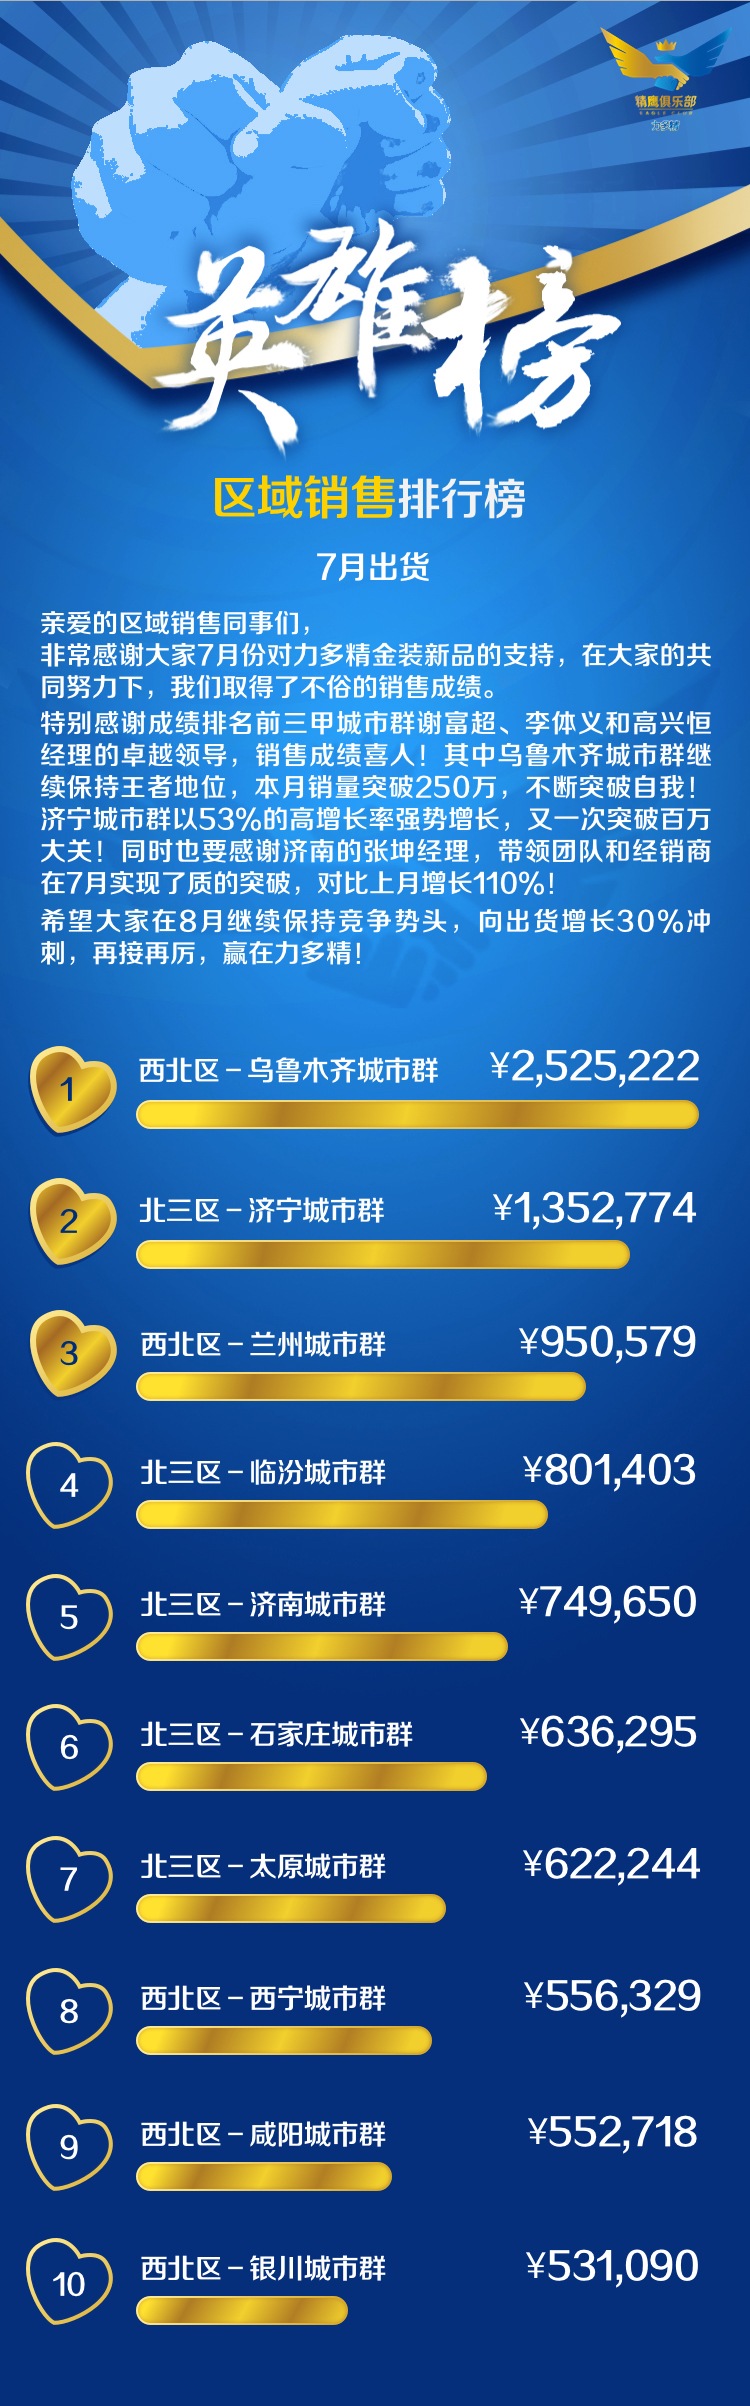 精鹰俱乐部
EAGLE CLUB
力多精
英雄榜
区域销售排行榜
7月出货
亲爱的区域销售同事们，
非常感谢大家7月份对力多精金装新品的支持，在大家的共
同努力下，我们取得了不俗的销售成绩。
特别感谢成绩排名前三甲城市群谢富超、李体义和高兴恒
经理的卓越领导，销售成绩喜人！其中乌鲁木齐城市群继
续保持王者地位，本月销量突破250万，不断突破自我！
济宁城市群以53%的高增长率强势增长，又一次突破百万
大关！同时也要感谢济南的张坤经理，带领团队和经销商
在7月实现了质的突破，对比上月增长110%！
希望大家在8月继续保持竞争势头，向出货增长30%冲
刺，再接再厉，赢在力多精！
1 西北区－乌鲁木齐城市群 ¥2,525,222
2 北三区－济宁城市群 ¥1,352,774
3 西北区－兰州城市群 ¥950,579
4 北三区－临汾城市群 ¥801,403
5 北三区－济南城市群 ¥749,650
6 北三区－石家庄城市群 ¥636,295
7 北三区－太原城市群 ¥622,244
8 西北区－西宁城市群 ¥556,329
9 西北区－咸阳城市群 ¥552,718
10 西北区－银川城市群 ¥531,090